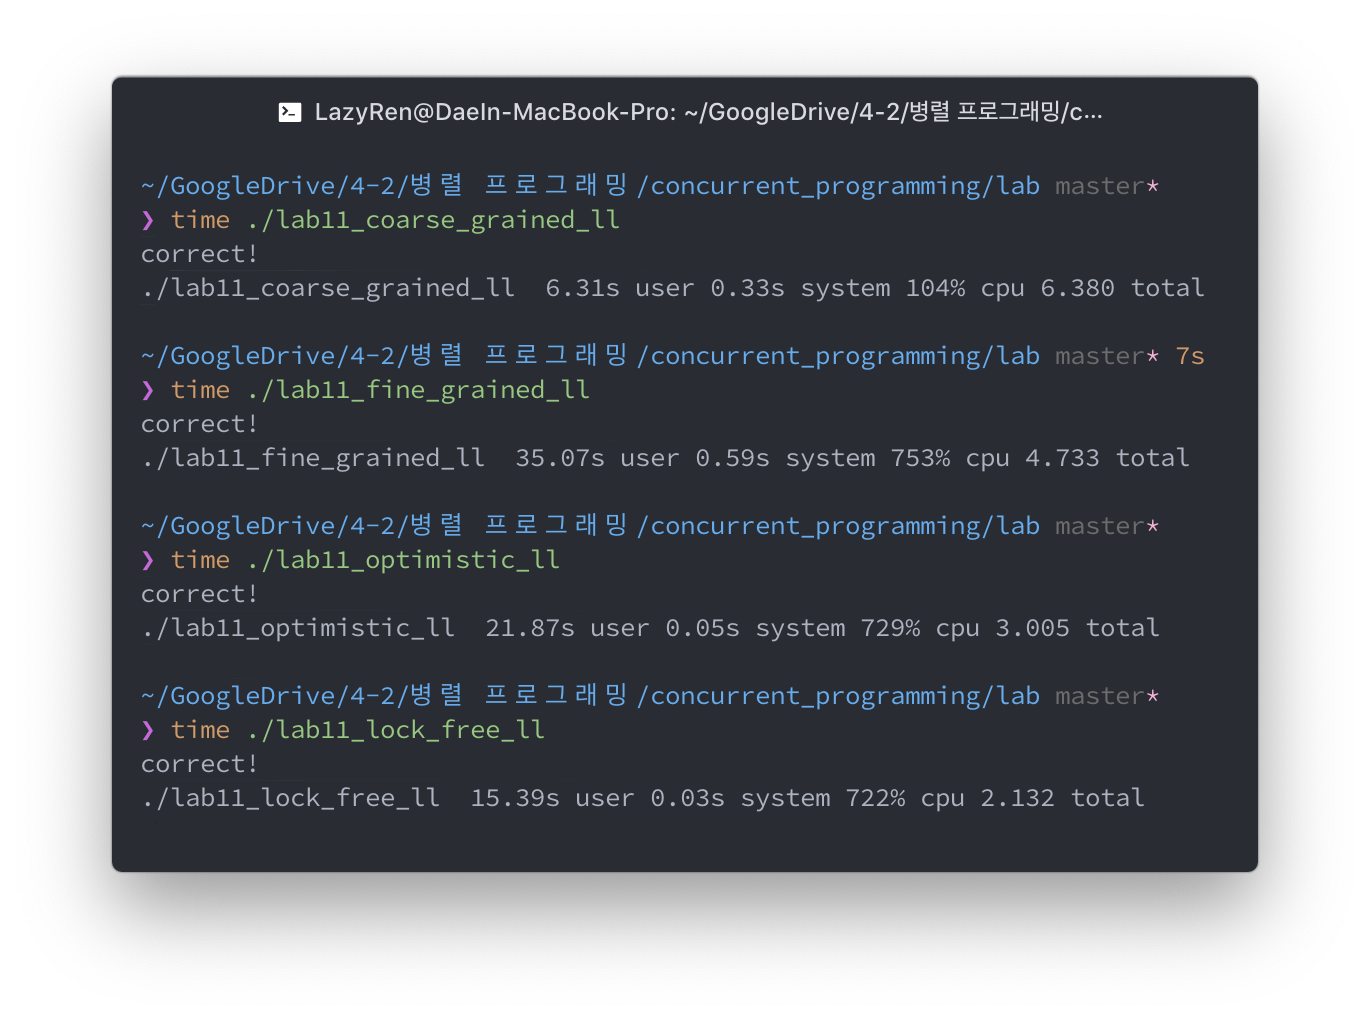 LazyRen@DaeIn-MacBook-Pro: ~/GoogleDrive/4-2/병렬 프로그래밍/c...
~/GoogleDrive/4-2/병렬 프로그래밍/concurrent_programming/lab master*
❯ time ./lab11_coarse_grained_ll
correct!
./lab11_coarse_grained_ll  6.31s user 0.33s system 104% cpu 6.380 total
~/GoogleDrive/4-2/병렬 프로그래밍/concurrent_programming/lab master* 7s
❯ time ./lab11_fine_grained_ll
correct!
./lab11_fine_grained_ll  35.07s user 0.59s system 753% cpu 4.733 total
~/GoogleDrive/4-2/병렬 프로그래밍/concurrent_programming/lab master*
❯ time ./lab11_optimistic_ll
correct!
./lab11_optimistic_ll  21.87s user 0.05s system 729% cpu 3.005 total
~/GoogleDrive/4-2/병렬 프로그래밍/concurrent_programming/lab master*
❯ time ./lab11_lock_free_ll
correct!
./lab11_lock_free_ll  15.39s user 0.03s system 722% cpu 2.132 total